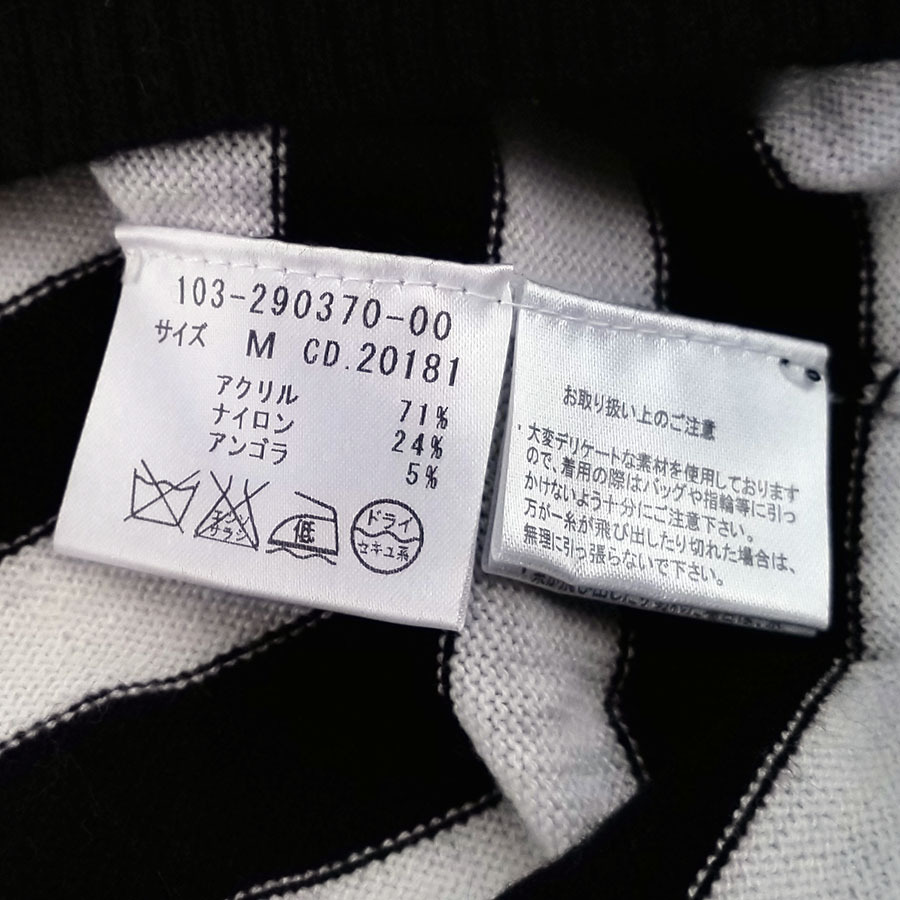 103-290370-00
サイズ M CD.20181
アクリル 71%
ナイロン 24%
アンゴラ 5%
エンソ
サラシ
低
ドライ
セキユ系
お取り扱い上のご注意
・大変デリケートな素材を使用しております
ので、着用の際はバッグや指輪等に引っ
かけないよう十分にご注意下さい。
万が一糸が飛び出したり切れた場合は、
無理に引っ張らないで下さい。